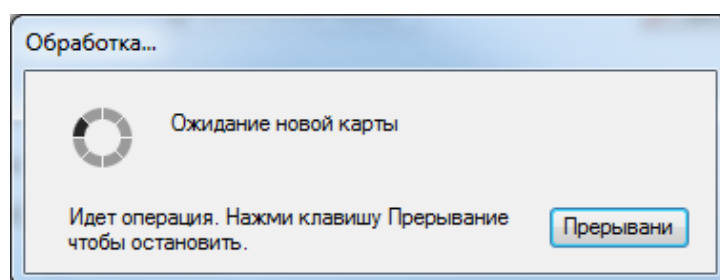 Обработка...
Ожидание новой карты
Идет операция. Нажми клавишу Прерывание
чтобы остановить.
Прерывани